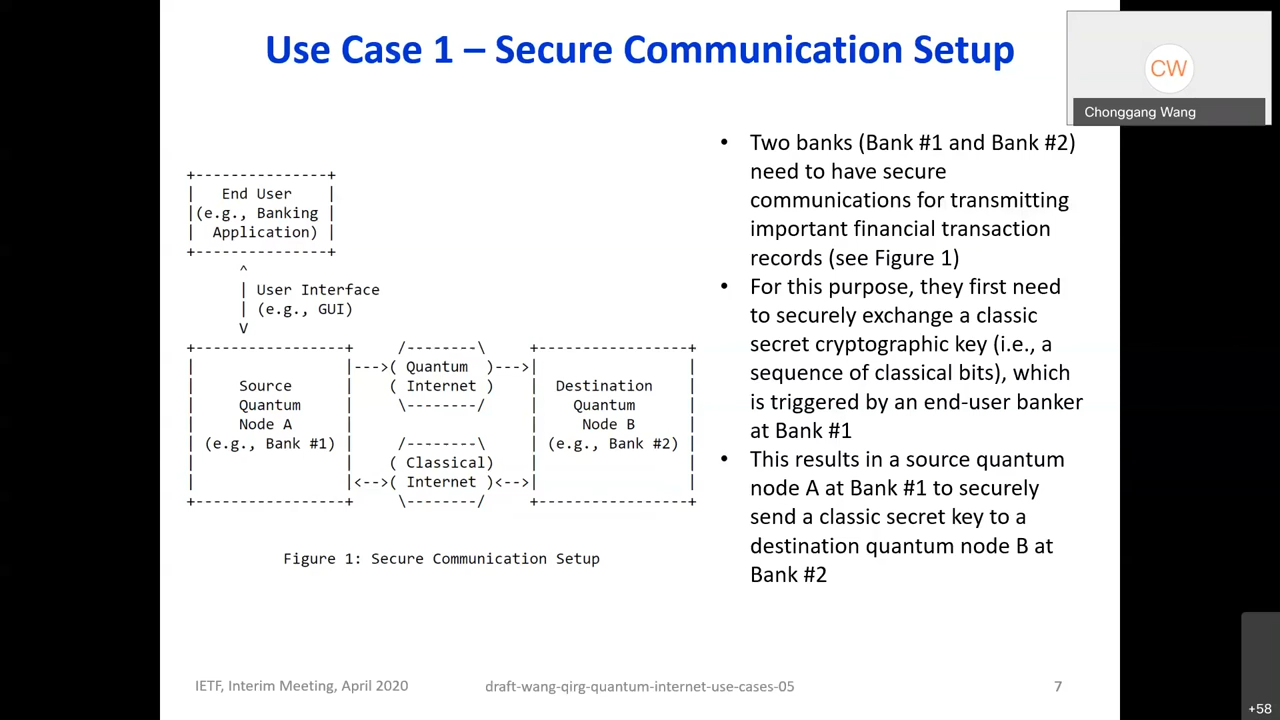 Use Case 1 – Secure Communication Setup
CW
Chonggang Wang
+---------------+
|   End User    |
|(e.g., Banking |
|  Application) |
+---------------+
^
| User Interface
| (e.g., GUI)
V
+-----------------+     /--------\     +-----------------+
|                 |--->( Quantum  )--->|                 |
|     Source      |    ( Internet )    |  Destination    |
|     Quantum     |     \--------/     |    Quantum      |
|     Node A      |                    |     Node B      |
| (e.g., Bank #1) |     /--------\     | (e.g., Bank #2) |
|                 |    ( Classical)    |                 |
|                 |<-->( Internet )<-->|                 |
+-----------------+     \--------/     +-----------------+
Figure 1: Secure Communication Setup
• Two banks (Bank #1 and Bank #2)
need to have secure
communications for transmitting
important financial transaction
records (see Figure 1)
• For this purpose, they first need
to securely exchange a classic
secret cryptographic key (i.e., a
sequence of classical bits), which
is triggered by an end-user banker
at Bank #1
• This results in a source quantum
node A at Bank #1 to securely
send a classic secret key to a
destination quantum node B at
Bank #2
IETF, Interim Meeting, April 2020
draft-wang-qirg-quantum-internet-use-cases-05
7
+58